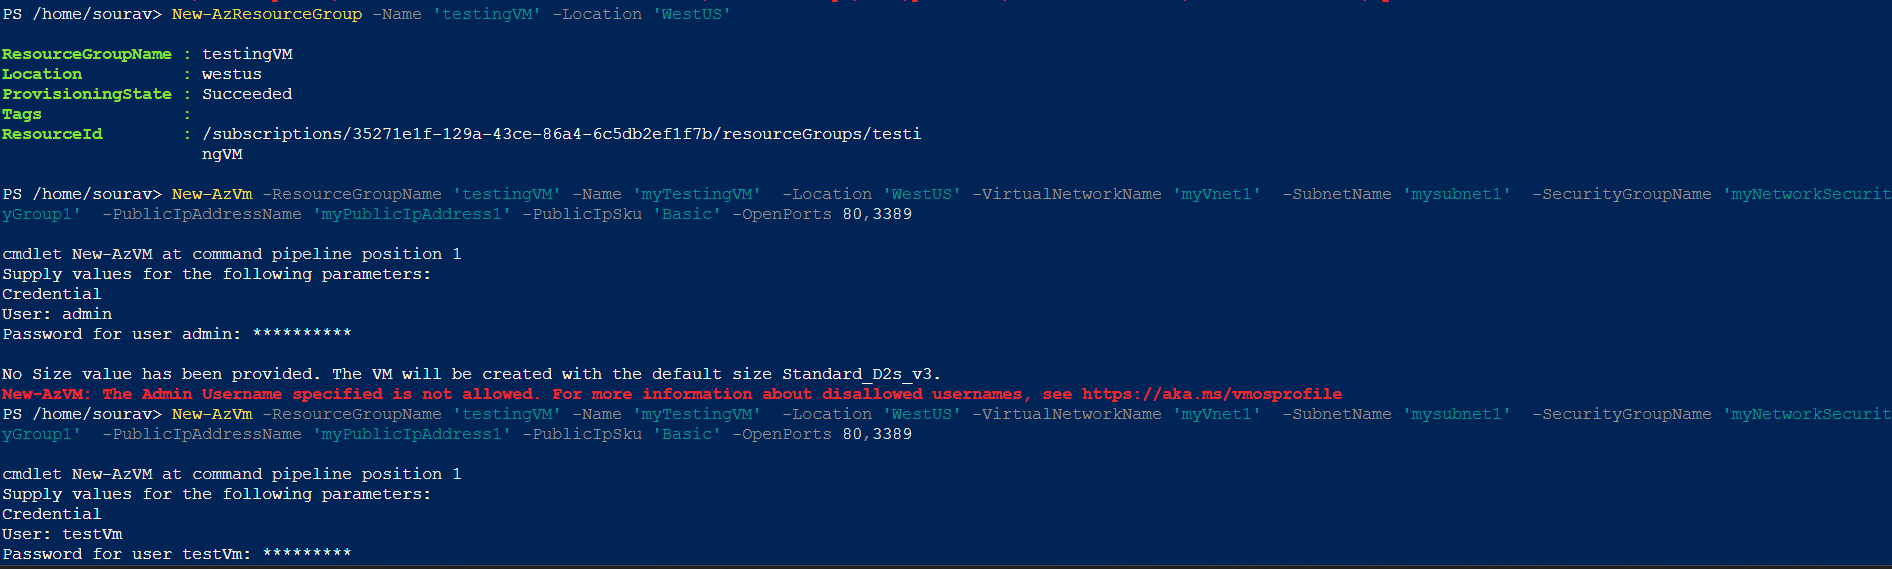 PS /home/sourav> New-AzResourceGroup -Name 'testingVM' -Location 'WestUS'
ResourceGroupName : testingVM
Location          : westus
ProvisioningState : Succeeded
Tags              :
ResourceId        : /subscriptions/35271e1f-129a-43ce-86a4-6c5db2ef1f7b/resourceGroups/testi
                    ngVM
PS /home/sourav> New-AzVm -ResourceGroupName 'testingVM' -Name 'myTestingVM'  -Location 'WestUS' -VirtualNetworkName 'myVnet1'  -SubnetName 'mysubnet1'  -SecurityGroupName 'myNetworkSecurit
yGroup1'  -PublicIpAddressName 'myPublicIpAddress1' -PublicIpSku 'Basic' -OpenPorts 80,3389
cmdlet New-AzVM at command pipeline position 1
Supply values for the following parameters:
Credential
User: admin
Password for user admin: **********
No Size value has been provided. The VM will be created with the default size Standard_D2s_v3.
New-AzVM: The Admin Username specified is not allowed. For more information about disallowed usernames, see https://aka.ms/vmosprofile
PS /home/sourav> New-AzVm -ResourceGroupName 'testingVM' -Name 'myTestingVM'  -Location 'WestUS' -VirtualNetworkName 'myVnet1'  -SubnetName 'mysubnet1'  -SecurityGroupName 'myNetworkSecurit
yGroup1'  -PublicIpAddressName 'myPublicIpAddress1' -PublicIpSku 'Basic' -OpenPorts 80,3389
cmdlet New-AzVM at command pipeline position 1
Supply values for the following parameters:
Credential
User: testVm
Password for user testVm: *********